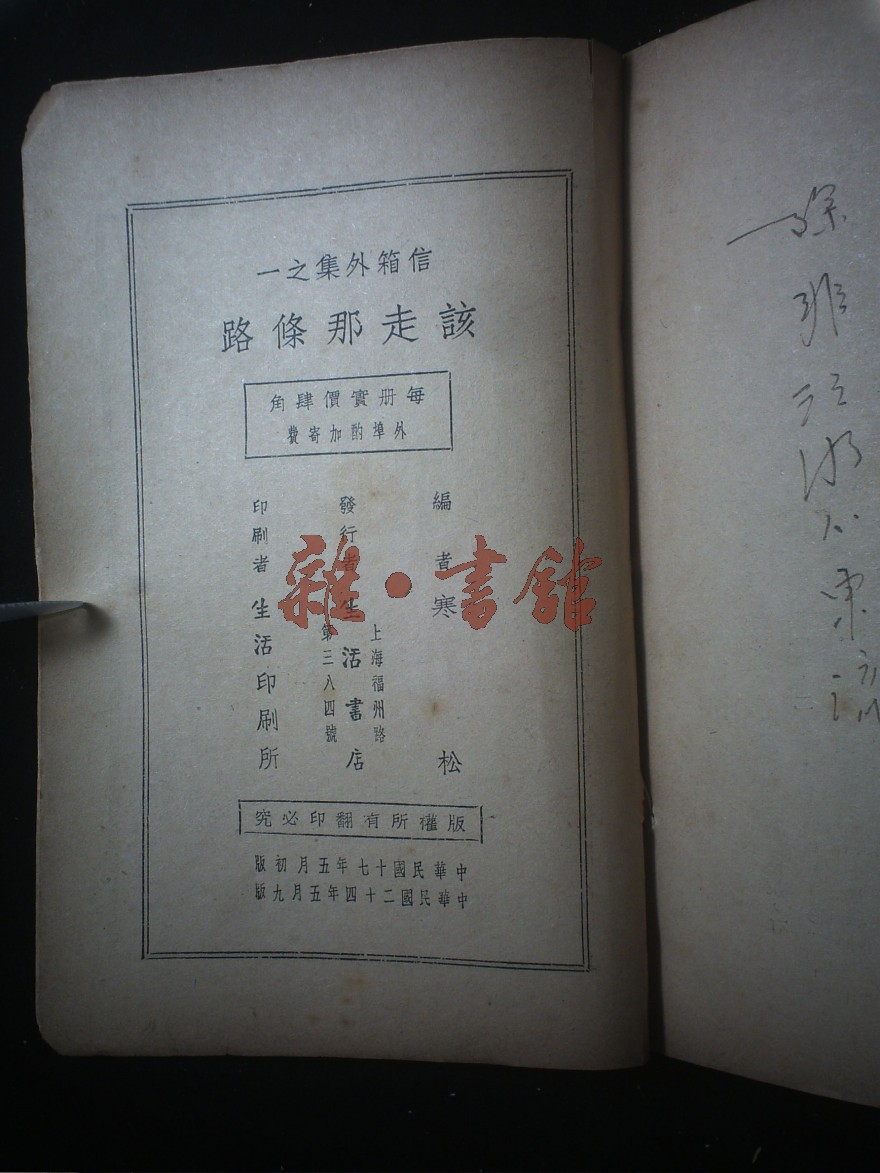 信箱外集之一
該走那條路
每册實價肆角
外埠酌加寄費
編者寒松
發行者生活書店
上海福州路
第三八四號
印刷者生活印刷所
版權所有翻印必究
中華民國十七年五月初版
中華民國二十四年五月九版
雜·書館